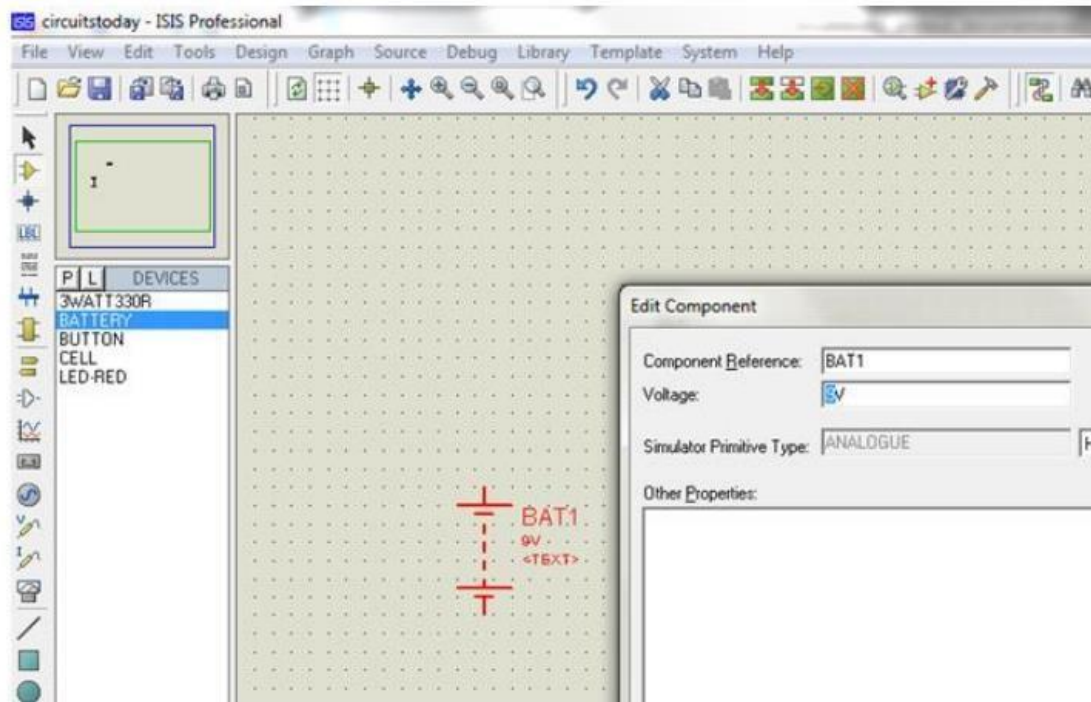 ISIS circuitstoday - ISIS Professional
File View Edit Tools Design Graph Source Debug Library Template System Help
LBL
P L DEVICES
3WATT330R
BATTERY
BUTTON
CELL
LED-RED
BAT1
9V
<TEXT>
Edit Component
Component Reference: BAT1
Voltage: 9V
Simulator Primitive Type: ANALOGUE
Other Properties: